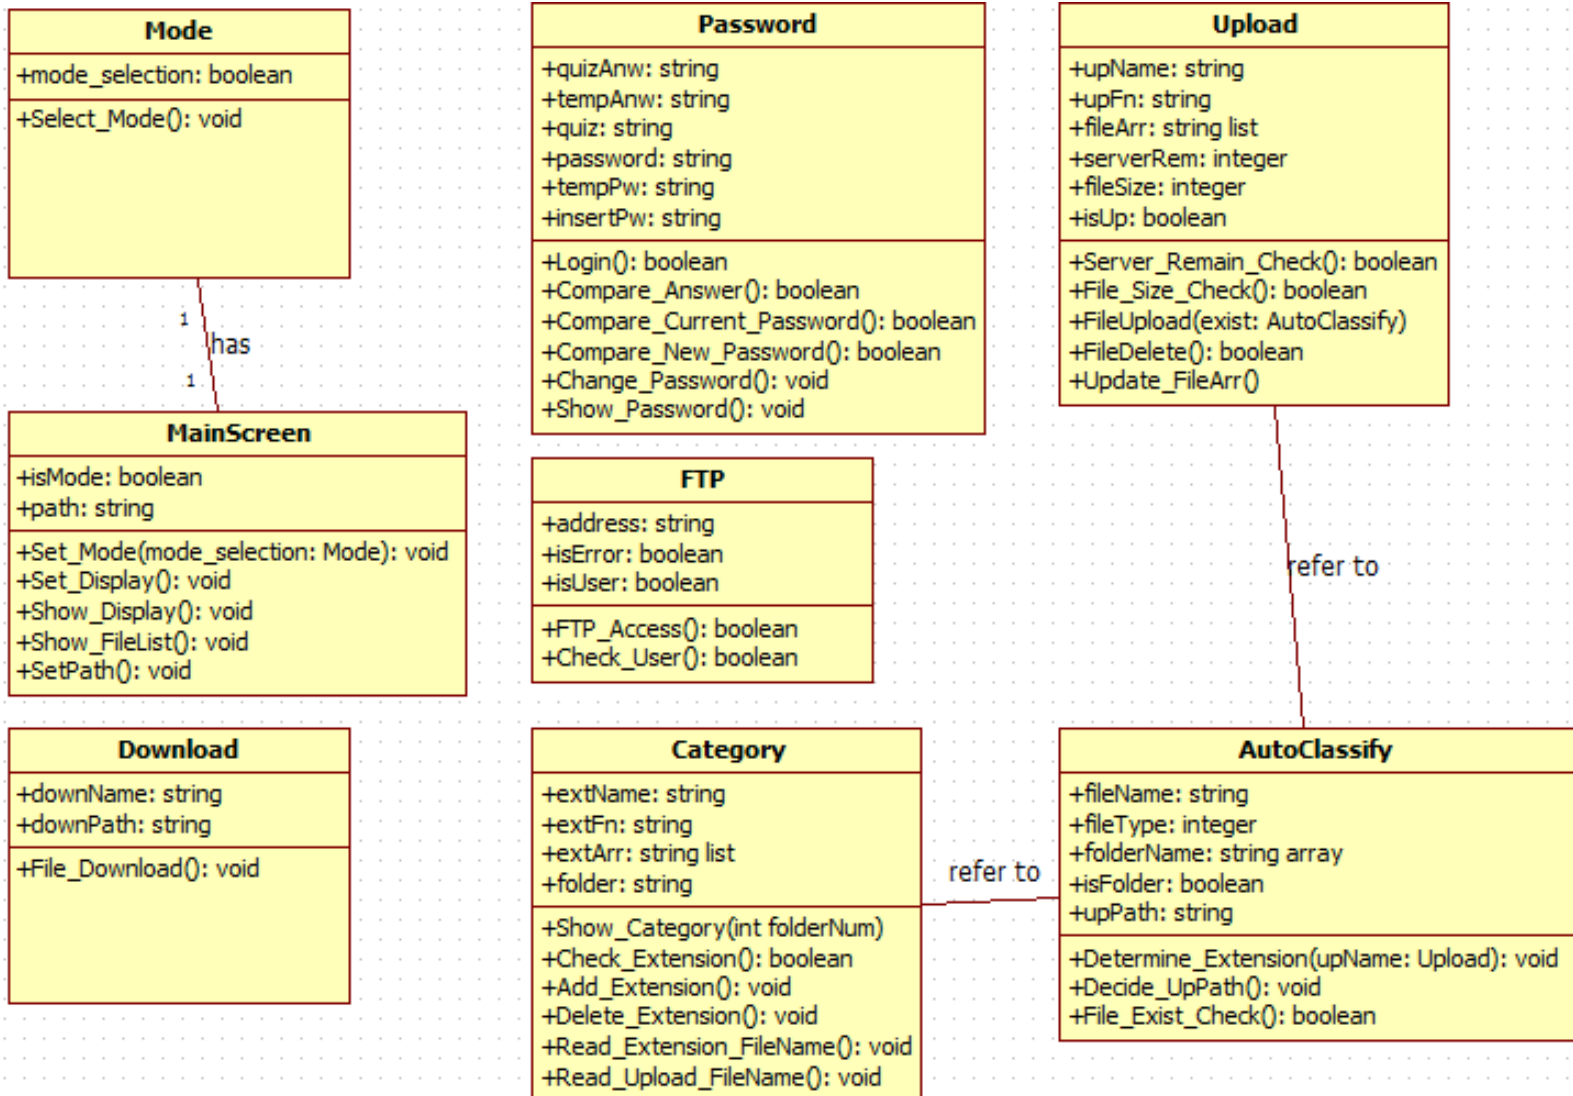 Mode
+mode_selection: boolean
+Select_Mode(): void
1
has
1
MainScreen
+isMode: boolean
+path: string
+Set_Mode(mode_selection: Mode): void
+Set_Display(): void
+Show_Display(): void
+Show_FileList(): void
+SetPath(): void
Download
+downName: string
+downPath: string
+File_Download(): void
Password
+quizAnw: string
+tempAnw: string
+quiz: string
+password: string
+tempPw: string
+insertPw: string
+Login(): boolean
+Compare_Answer(): boolean
+Compare_Current_Password(): boolean
+Compare_New_Password(): boolean
+Change_Password(): void
+Show_Password(): void
FTP
+address: string
+isError: boolean
+isUser: boolean
+FTP_Access(): boolean
+Check_User(): boolean
Category
+extName: string
+extFn: string
+extArr: string list
+folder: string
+Show_Category(int folderNum)
+Check_Extension(): boolean
+Add_Extension(): void
+Delete_Extension(): void
+Read_Extension_FileName(): void
+Read_Upload_FileName(): void
refer to
Upload
+upName: string
+upFn: string
+fileArr: string list
+serverRem: integer
+fileSize: integer
+isUp: boolean
+Server_Remain_Check(): boolean
+File_Size_Check(): boolean
+FileUpload(exist: AutoClassify)
+FileDelete(): boolean
+Update_FileArr()
refer to
AutoClassify
+fileName: string
+fileType: integer
+folderName: string array
+isFolder: boolean
+upPath: string
+Determine_Extension(upName: Upload): void
+Decide_UpPath(): void
+File_Exist_Check(): boolean